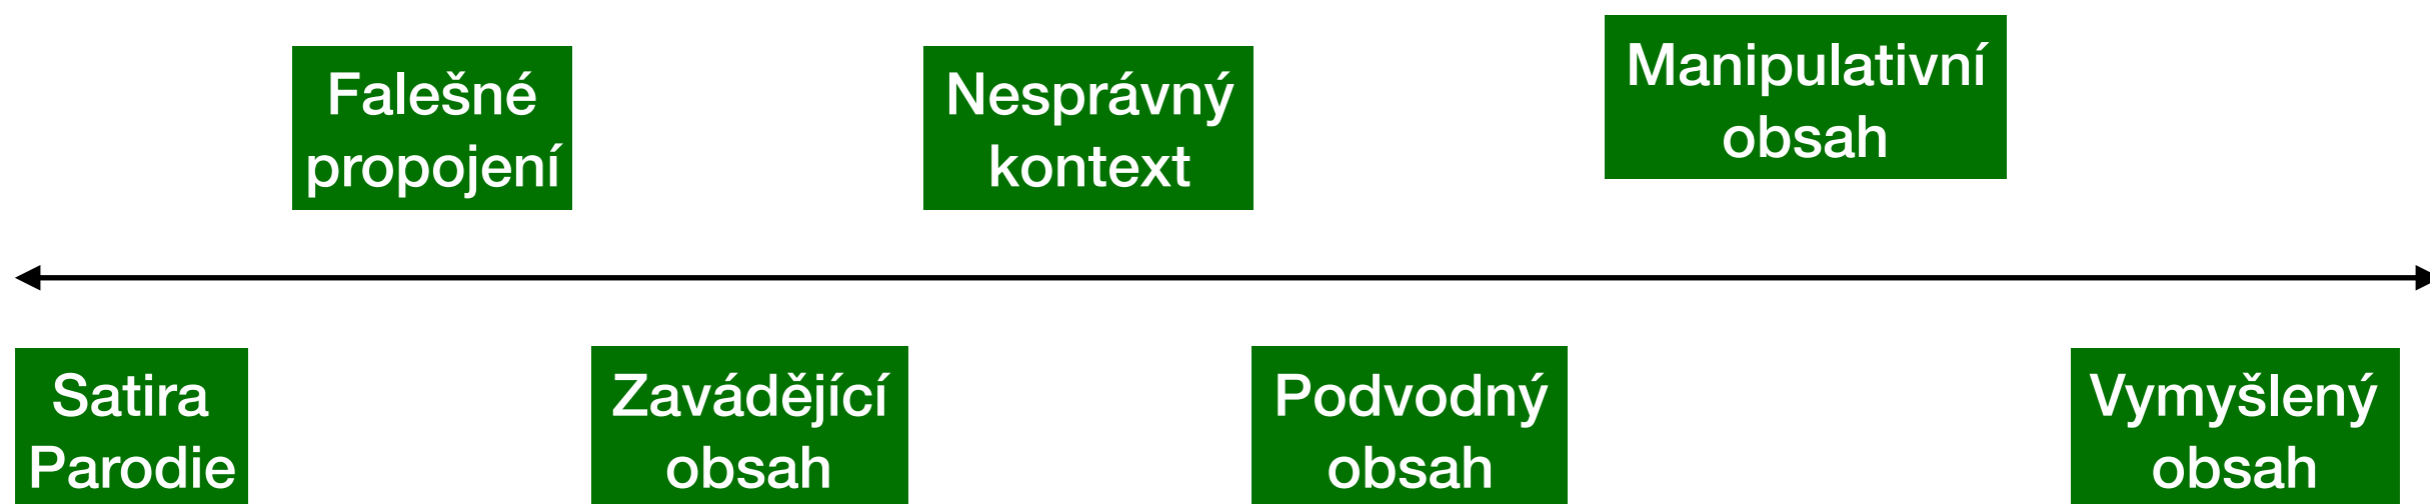 Falešné
propojení
Nesprávný
kontext
Manipulativní
obsah
Satira
Parodie
Zavádějící
obsah
Podvodný
obsah
Vymyšlený
obsah